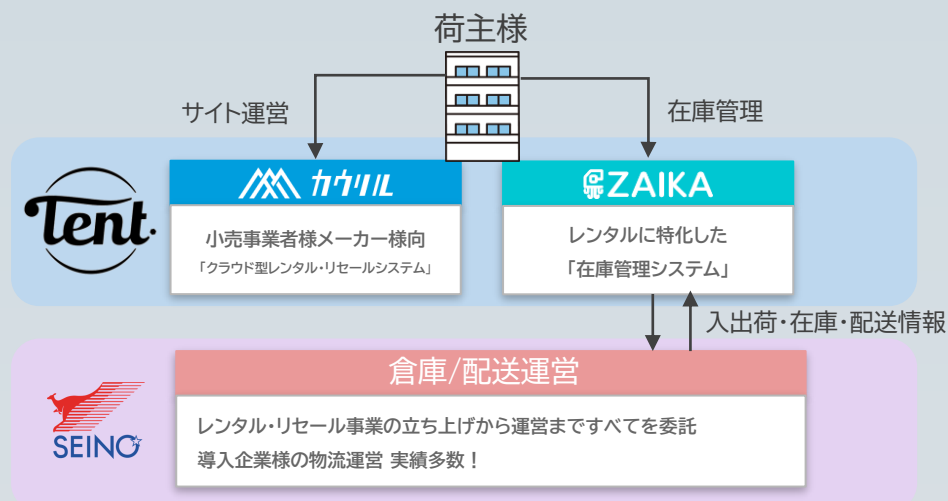 荷主様
サイト運営
在庫管理
Tent.
カウリル
ZAIKA
小売事業者様メーカー様向
「クラウド型レンタル・リセールシステム」
レンタルに特化した
「在庫管理システム」
入出荷・在庫・配送情報
倉庫/配送運営
SEINO
レンタル・リセール事業の立ち上げから運営まですべてを委託
導入企業様の物流運営 実績多数！